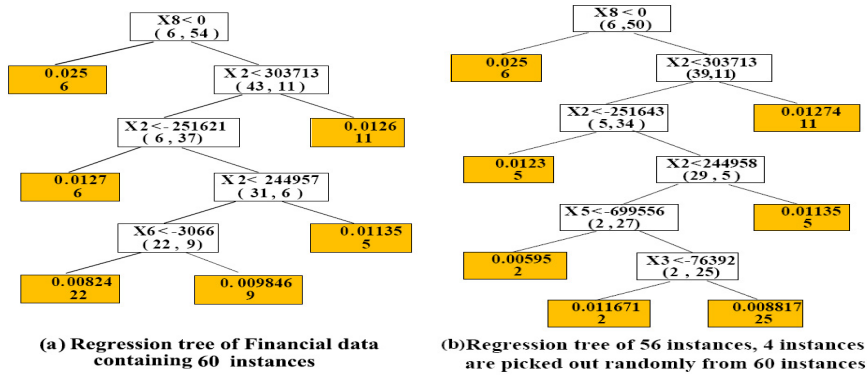 X8< 0
( 6 , 54 )
0.025
6
X 2< 303713
( 43, 11 )
X2<-251621
( 6 , 37)
0.0126
11
0.0127
6
X 2< 244957
( 31 , 6 )
X6<-3066
(22 , 9)
0.01135
5
0.00824
22
0.009846
9
(a) Regression tree of Financial data
containing 60 instances
X8< 0
(6 ,50)
0.025
6
X2<303713
(39,11)
X2<-251643
( 5,34)
0.01274
11
0.0123
5
X2<244958
(29 , 5)
X5<-699556
(2 ,27)
0.01135
5
0.00595
2
X3<-76392
(2 , 25)
0.011671
2
0.008817
25
(b)Regression tree of 56 instances, 4 instances
are picked out randomly from 60 instances